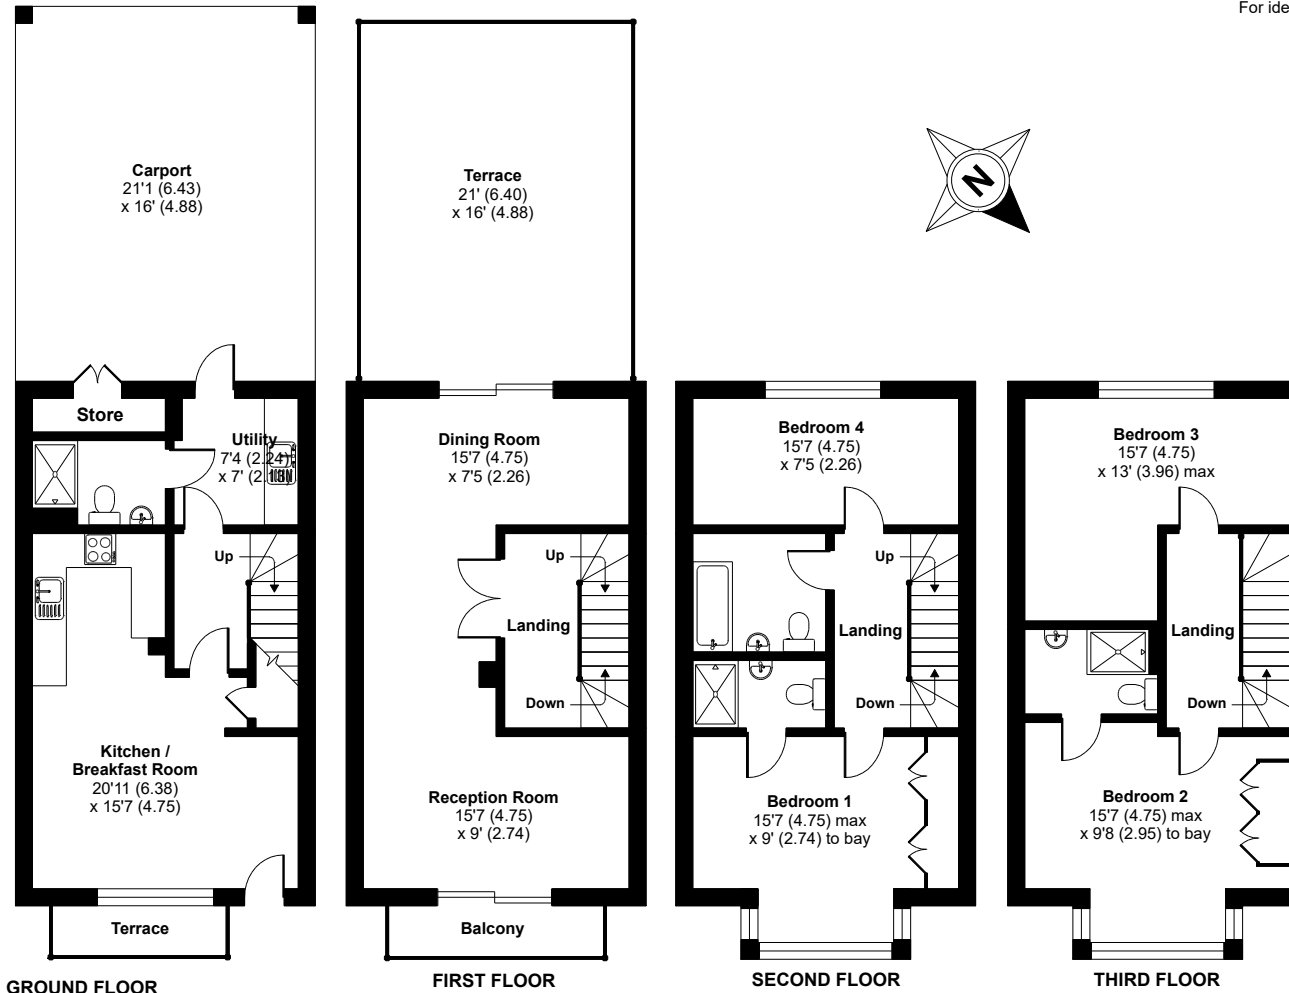 For ide
Carport
21'1 (6.43)
x 16' (4.88)
Terrace
21' (6.40)
x 16' (4.88)
N
Store
Utility
7'4 (2.24)
x 7' (2.13)
Up
Kitchen /
Breakfast Room
20'11 (6.38)
x 15'7 (4.75)
Terrace
GROUND FLOOR
Dining Room
15'7 (4.75)
x 7'5 (2.26)
Up
Landing
Down
Reception Room
15'7 (4.75)
x 9' (2.74)
Balcony
FIRST FLOOR
Bedroom 4
15'7 (4.75)
x 7'5 (2.26)
Up
Landing
Down
Bedroom 1
15'7 (4.75) max
x 9' (2.74) to bay
SECOND FLOOR
Bedroom 3
15'7 (4.75)
x 13' (3.96) max
Landing
Down
Bedroom 2
15'7 (4.75) max
x 9'8 (2.95) to bay
THIRD FLOOR